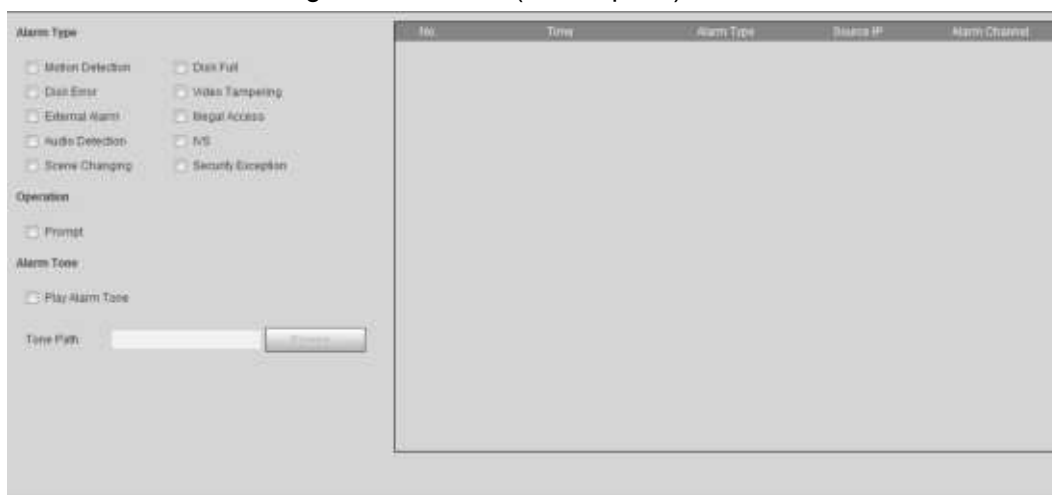 Alarm Type
Motion Detection Disk Full
Disk Error Video Tampering
External Alarm Illegal Access
Audio Detection IVS
Scene Changing Security Exception
Operation
Prompt
Alarm Tone
Play Alarm Tone
Tone Path
No. Time Alarm Type Source IP Alarm Channel